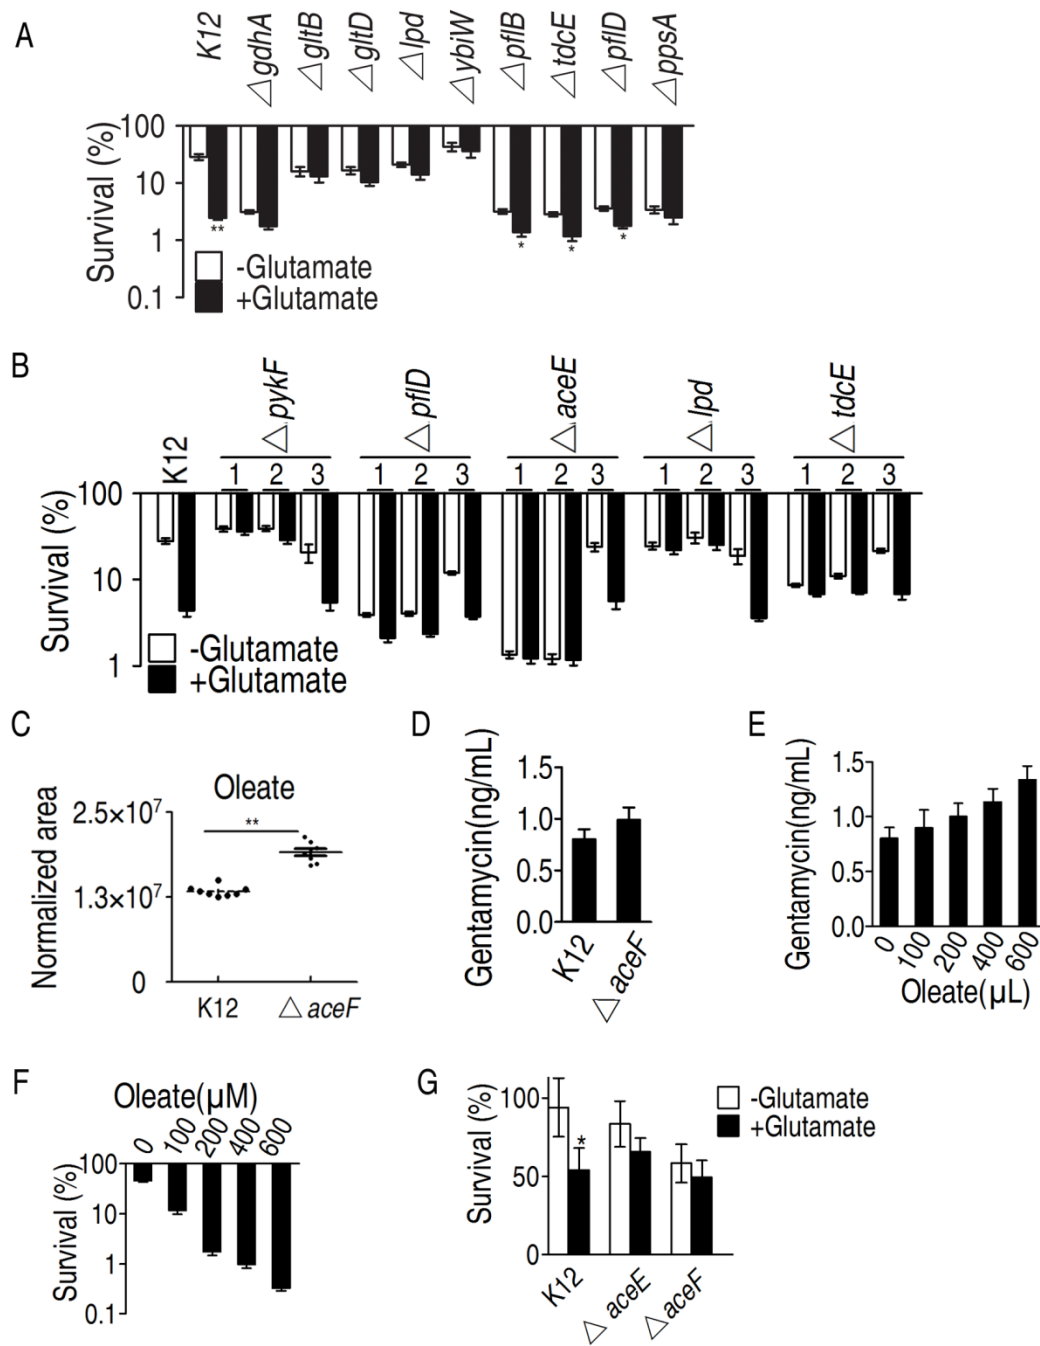 A
K12
△gdhA
△gltB
△gltD
△lpd
△ybiW
△pflB
△tdcE
△pflD
△ppsA
Survival (%)
100
10
1
0.1
**
*
*
*
-Glutamate
+Glutamate
B
K12
△pykF
△pflD
△aceE
△lpd
△tdcE
1 2 3
1 2 3
1 2 3
1 2 3
1 2 3
Survival (%)
100
10
1
-Glutamate
+Glutamate
C
Oleate
**
Normalized area
2.5×10⁷
1.3×10⁷
0
K12
△ aceF
D
Gentamycin(ng/mL)
1.5
1.0
0.5
0.0
K12
△ aceF
E
Gentamycin(ng/mL)
1.5
1.0
0.5
0.0
0
100
200
400
600
Oleate(µL)
F
Oleate(µM)
0
100
200
400
600
Survival (%)
100
10
1
0.1
G
Survival (%)
100
50
0
*
-Glutamate
+Glutamate
K12
△ aceE
△ aceF